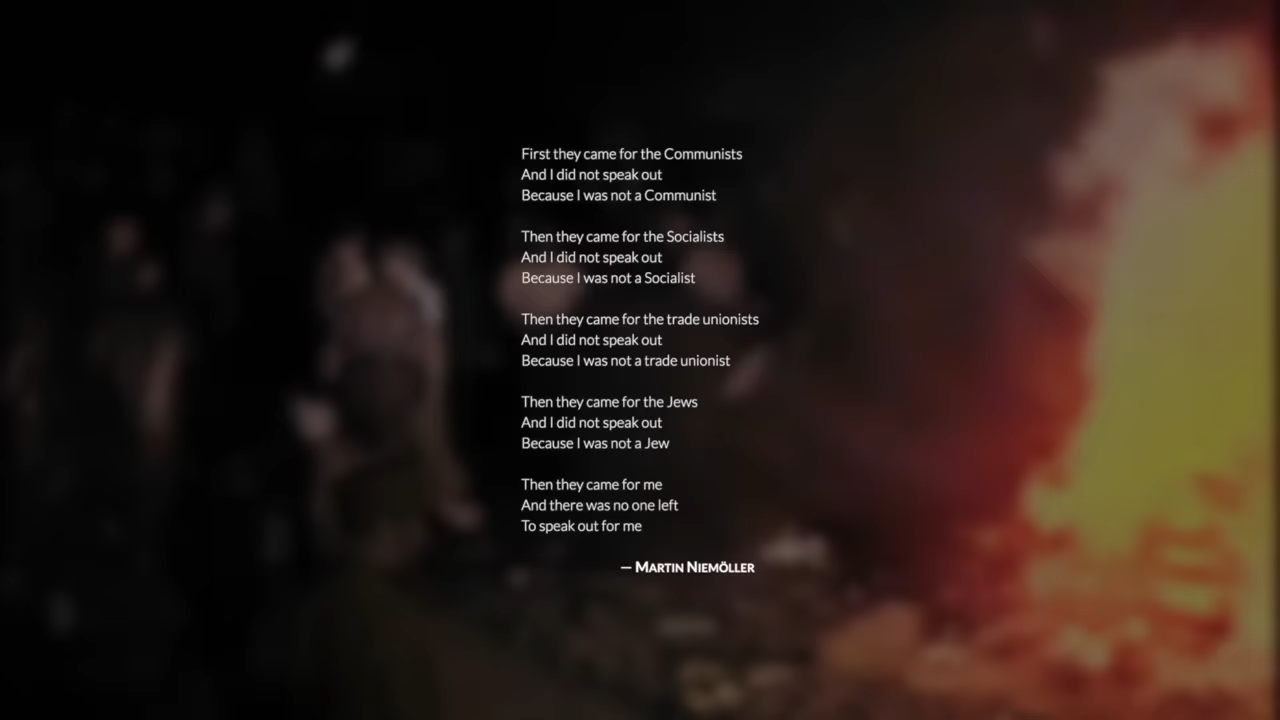 First they came for the Communists
And I did not speak out
Because I was not a Communist
Then they came for the Socialists
And I did not speak out
Because I was not a Socialist
Then they came for the trade unionists
And I did not speak out
Because I was not a trade unionist
Then they came for the Jews
And I did not speak out
Because I was not a Jew
Then they came for me
And there was no one left
To speak out for me
— MARTIN NIEMÖLLER